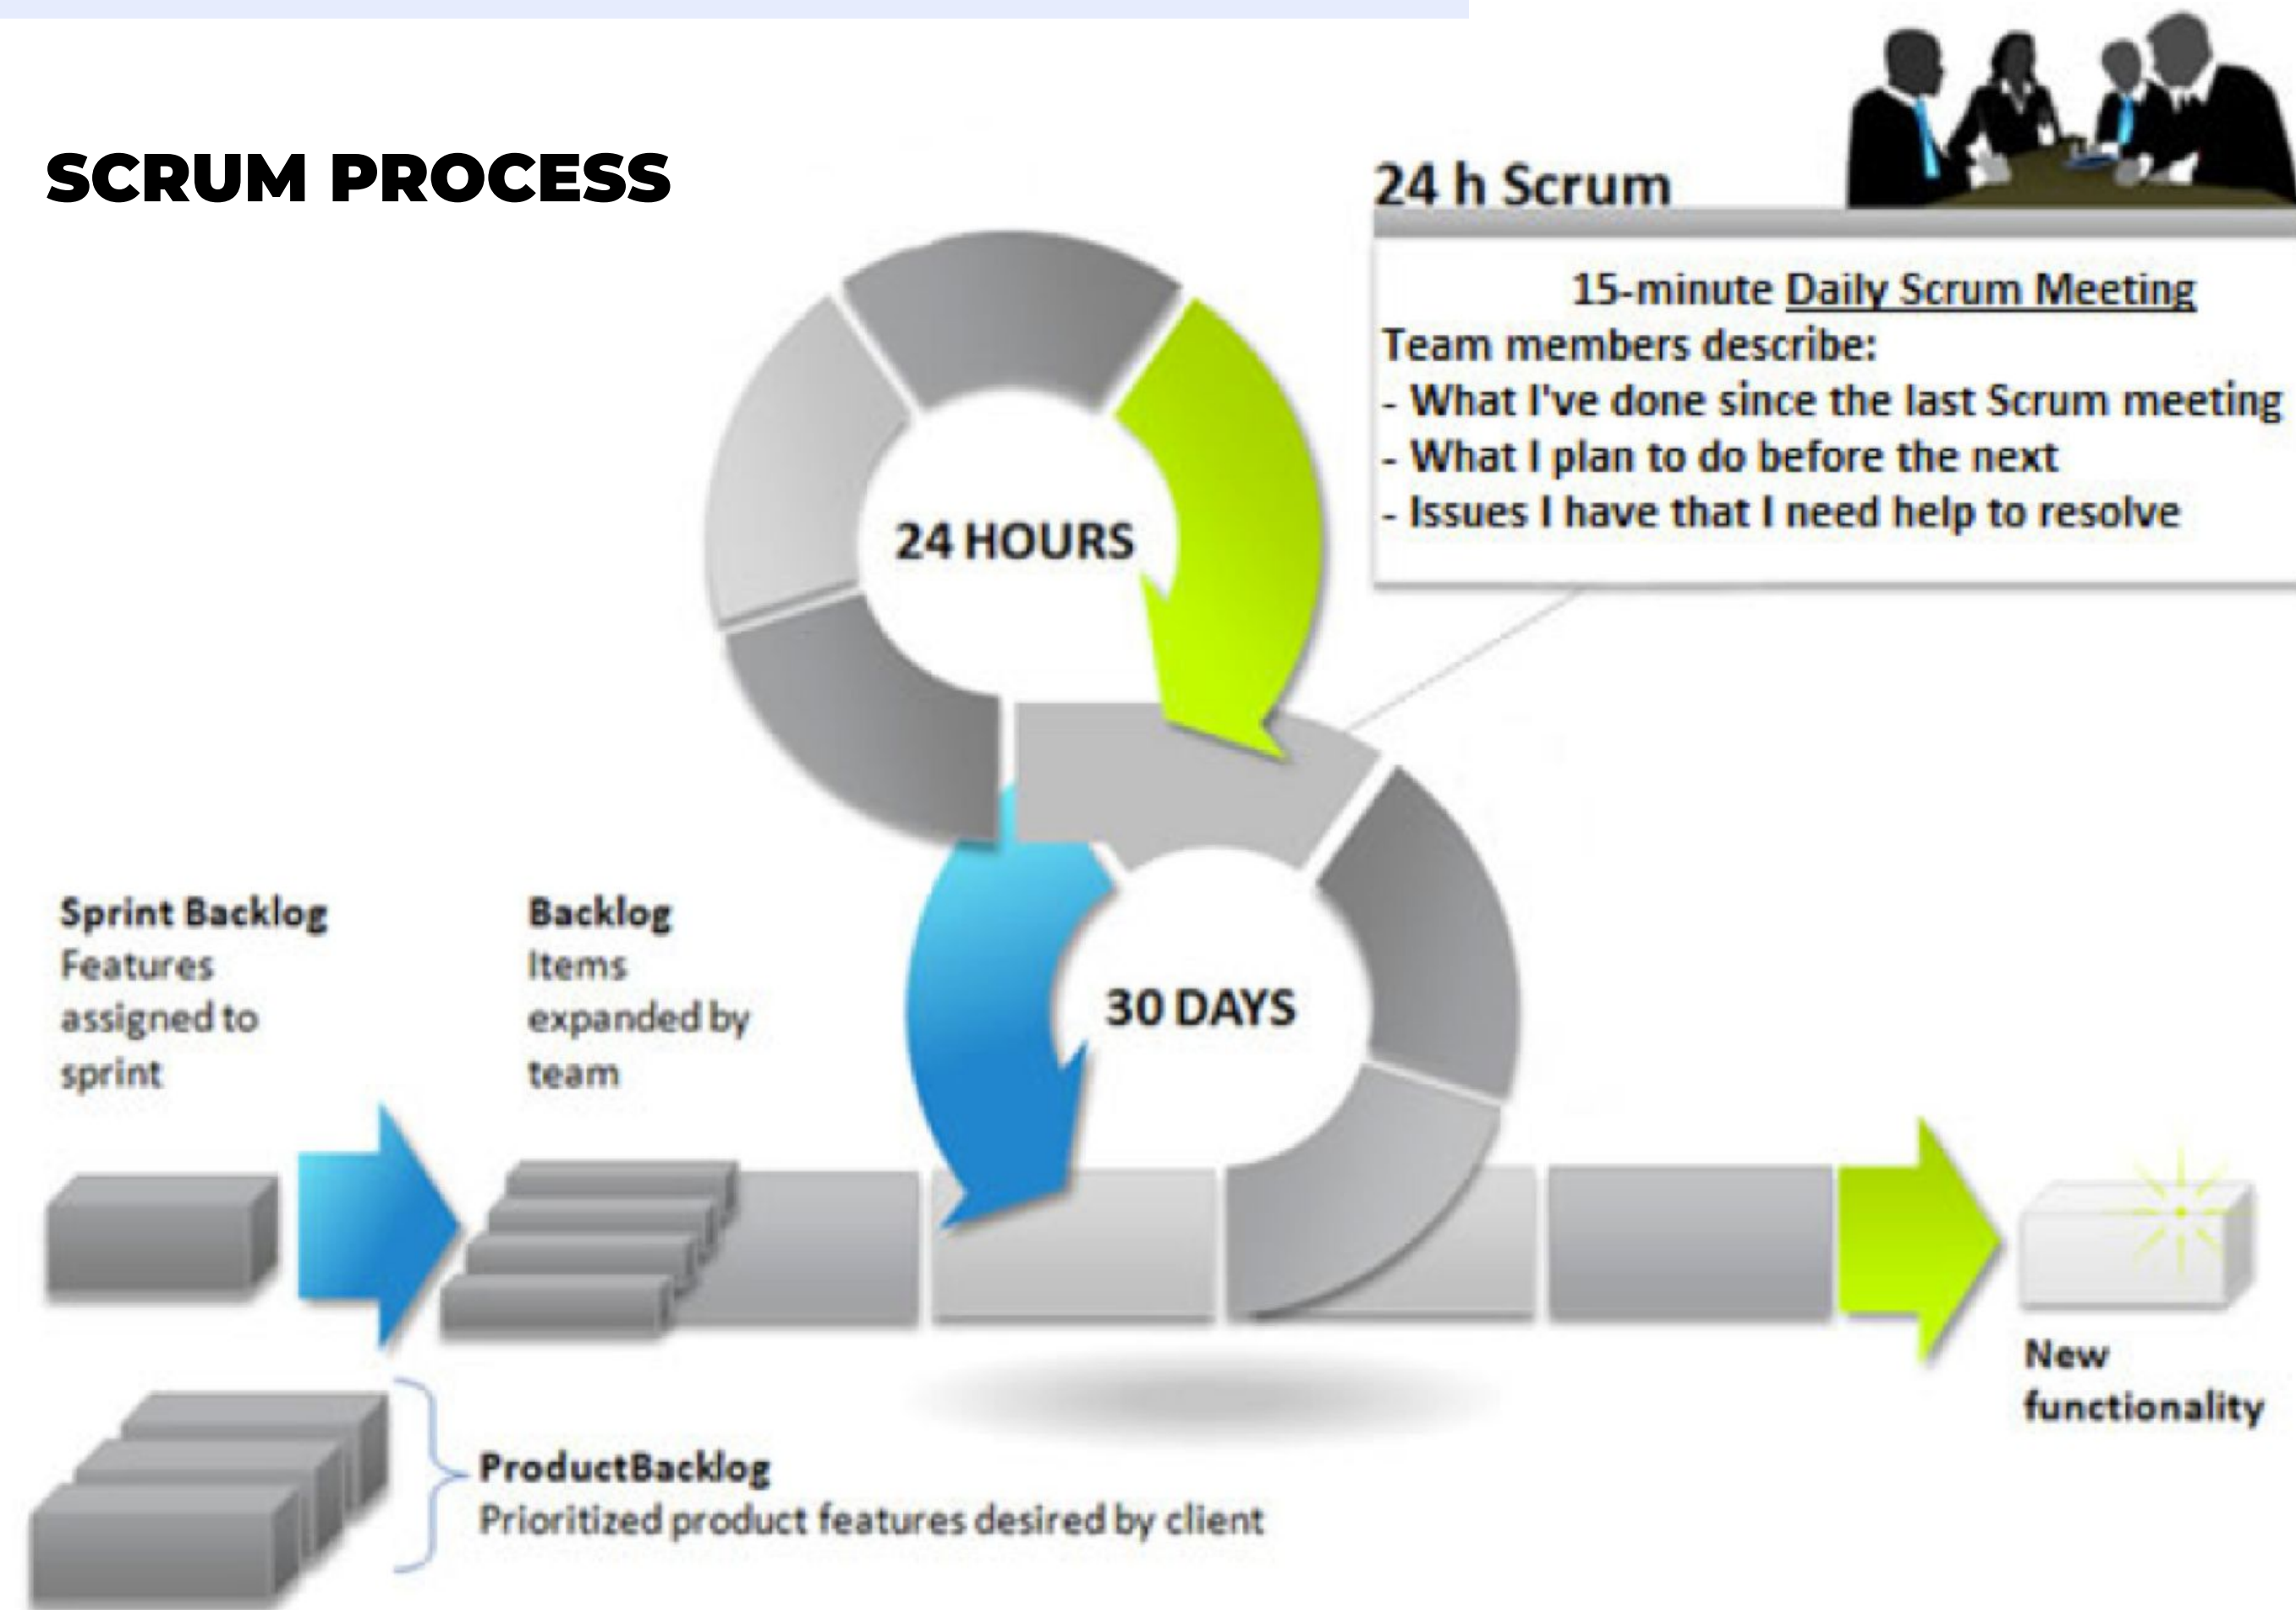 SCRUM PROCESS
24 h Scrum
15-minute Daily Scrum Meeting
Team members describe:
- What I've done since the last Scrum meeting
- What I plan to do before the next
- Issues I have that I need help to resolve
24 HOURS
30 DAYS
Sprint Backlog
Features
assigned to
sprint
Backlog
Items
expanded by
team
New
functionality
ProductBacklog
Prioritized product features desired by client